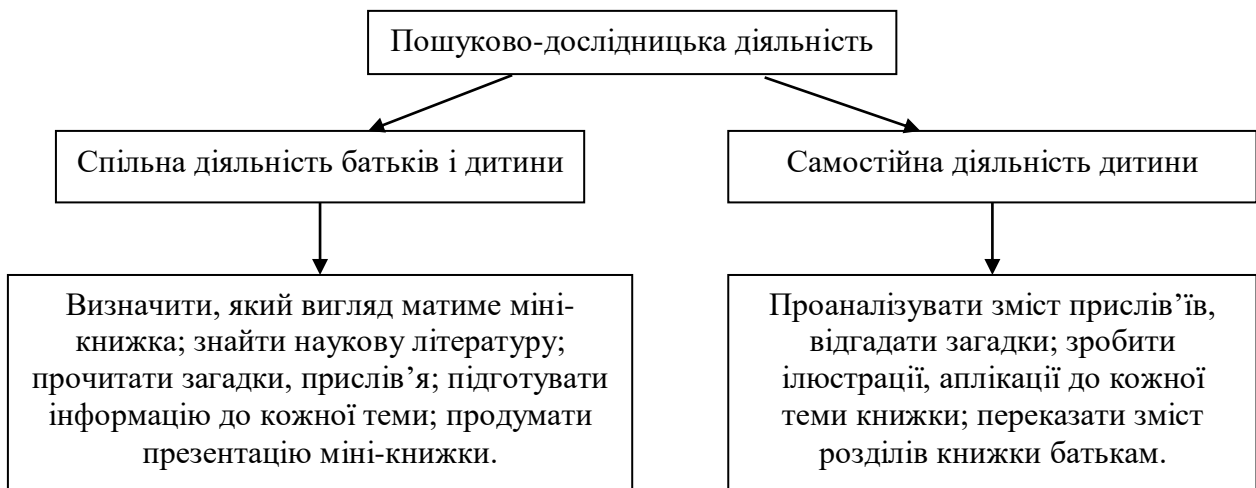 Пошуково-дослідницька діяльність
Спільна діяльність батьків і дитини
Самостійна діяльність дитини
Визначити, який вигляд матиме міні-
книжка; знайти наукову літературу;
прочитати загадки, прислів’я; підготувати
інформацію до кожної теми; продумати
презентацію міні-книжки.
Проаналізувати зміст прислів’їв,
відгадати загадки; зробити
ілюстрації, аплікації до кожної
теми книжки; переказати зміст
розділів книжки батькам.